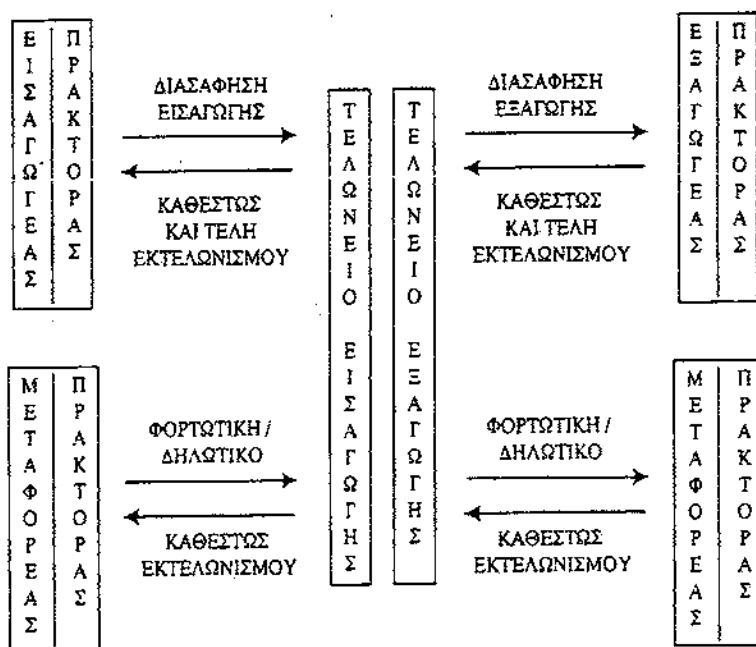 ΕΙΣΑΓΩΓΕΑΣ
ΠΡΑΚΤΟΡΑΣ
ΔΙΑΣΑΦΗΣΗ
ΕΙΣΑΓΩΓΗΣ
ΚΑΘΕΣΤΩΣ
ΚΑΙ ΤΕΛΗ
ΕΚΤΕΛΩΝΙΣΜΟΥ
ΜΕΤΑΦΟΡΕΑΣ
ΠΡΑΚΤΟΡΑΣ
ΦΟΡΤΩΤΙΚΗ /
ΔΗΛΩΤΙΚΟ
ΚΑΘΕΣΤΩΣ
ΕΚΤΕΛΩΝΙΣΜΟΥ
ΤΕΛΩΝΕΙΟ ΕΙΣΑΓΩΓΗΣ
ΤΕΛΩΝΕΙΟ ΕΞΑΓΩΓΗΣ
ΔΙΑΣΑΦΗΣΗ
ΕΞΑΓΩΓΗΣ
ΚΑΘΕΣΤΩΣ
ΚΑΙ ΤΕΛΗ
ΕΚΤΕΛΩΝΙΣΜΟΥ
ΕΞΑΓΩΓΕΑΣ
ΠΡΑΚΤΟΡΑΣ
ΦΟΡΤΩΤΙΚΗ /
ΔΗΛΩΤΙΚΟ
ΚΑΘΕΣΤΩΣ
ΕΚΤΕΛΩΝΙΣΜΟΥ
ΜΕΤΑΦΟΡΕΑΣ
ΠΡΑΚΤΟΡΑΣ